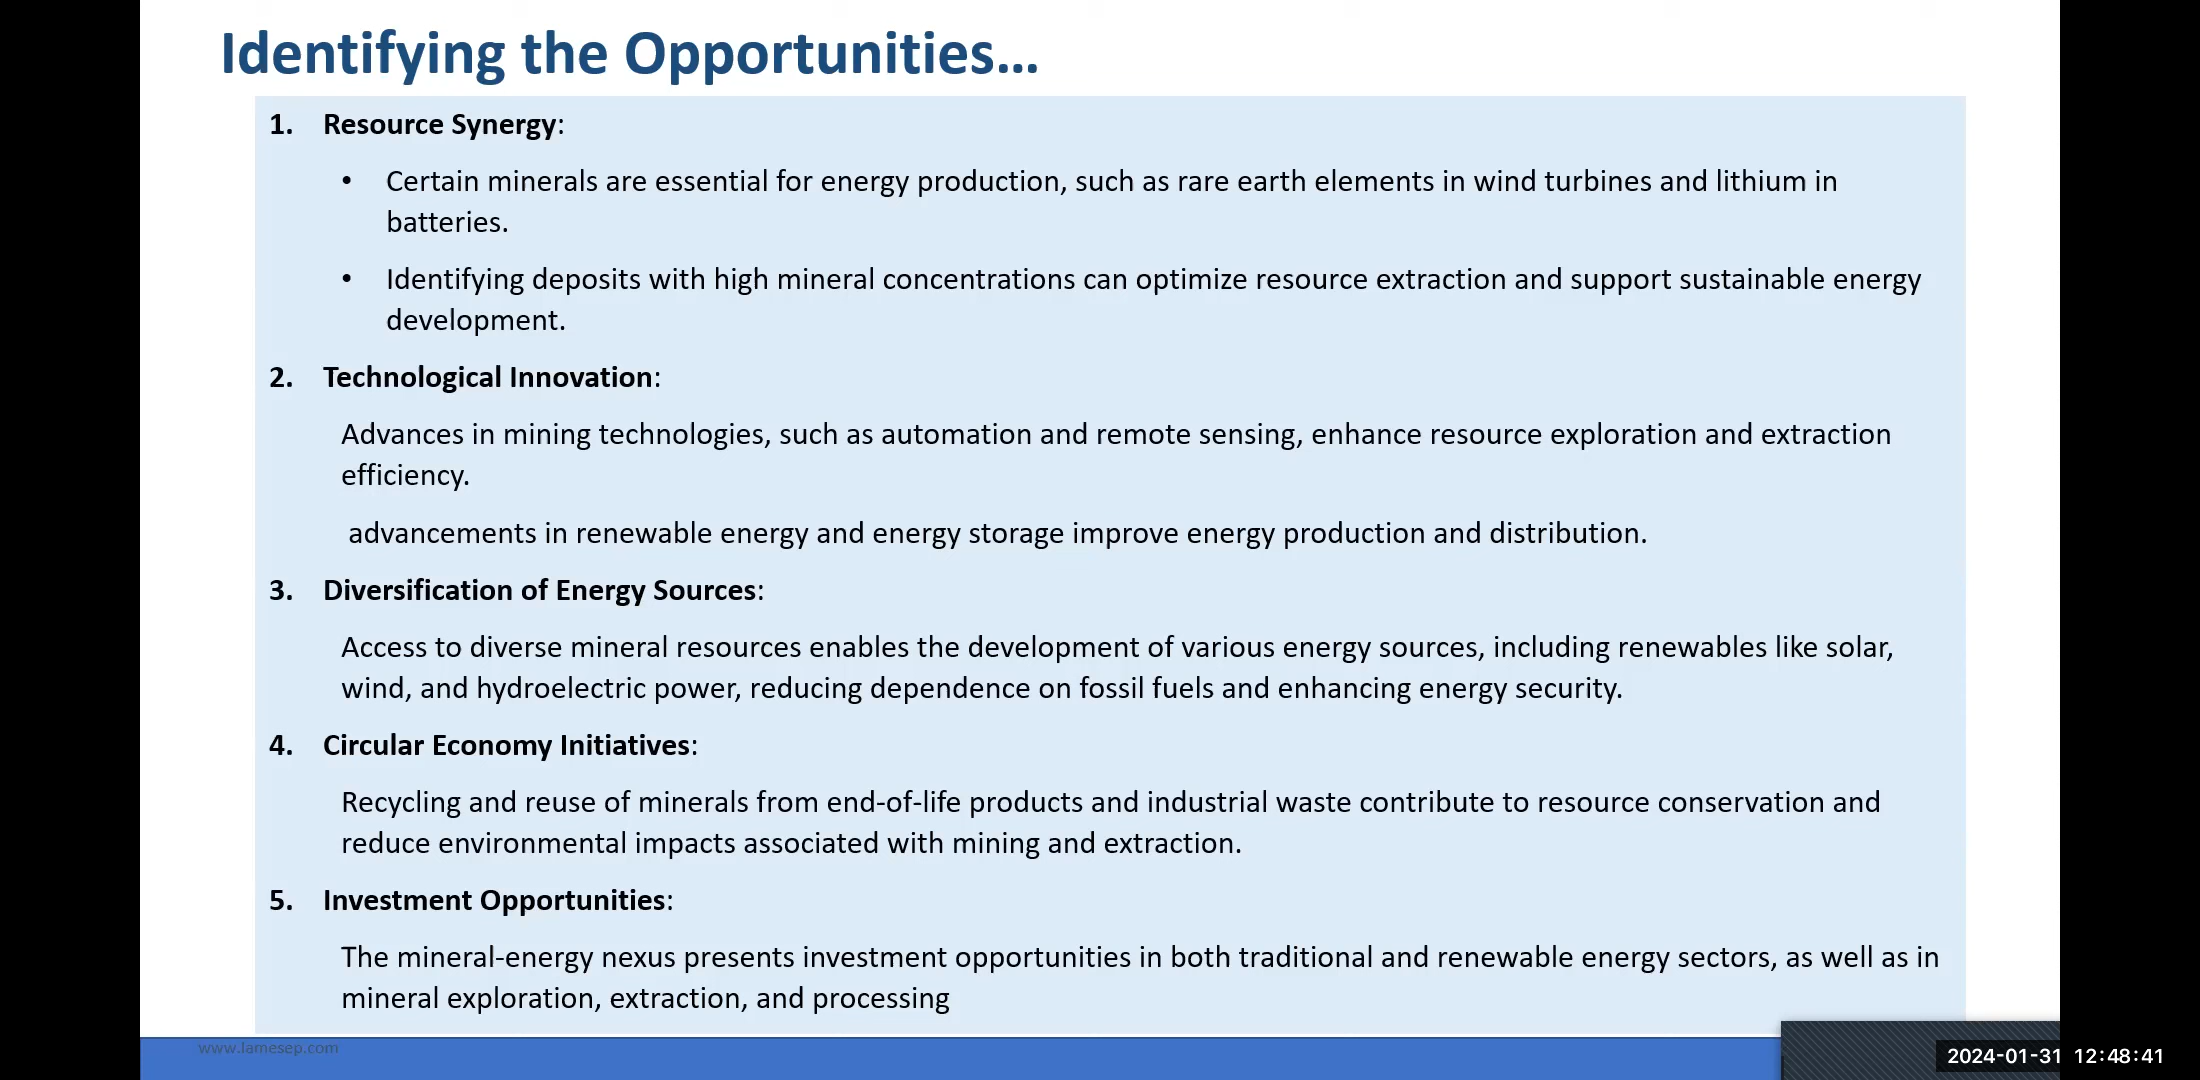 Identifying the Opportunities...
1. Resource Synergy:
• Certain minerals are essential for energy production, such as rare earth elements in wind turbines and lithium in
batteries.
• Identifying deposits with high mineral concentrations can optimize resource extraction and support sustainable energy
development.
2. Technological Innovation:
Advances in mining technologies, such as automation and remote sensing, enhance resource exploration and extraction
efficiency.
advancements in renewable energy and energy storage improve energy production and distribution.
3. Diversification of Energy Sources:
Access to diverse mineral resources enables the development of various energy sources, including renewables like solar,
wind, and hydroelectric power, reducing dependence on fossil fuels and enhancing energy security.
4. Circular Economy Initiatives:
Recycling and reuse of minerals from end-of-life products and industrial waste contribute to resource conservation and
reduce environmental impacts associated with mining and extraction.
5. Investment Opportunities:
The mineral-energy nexus presents investment opportunities in both traditional and renewable energy sectors, as well as in
mineral exploration, extraction, and processing
www.lamesep.com
2024-01-31 12:48:41